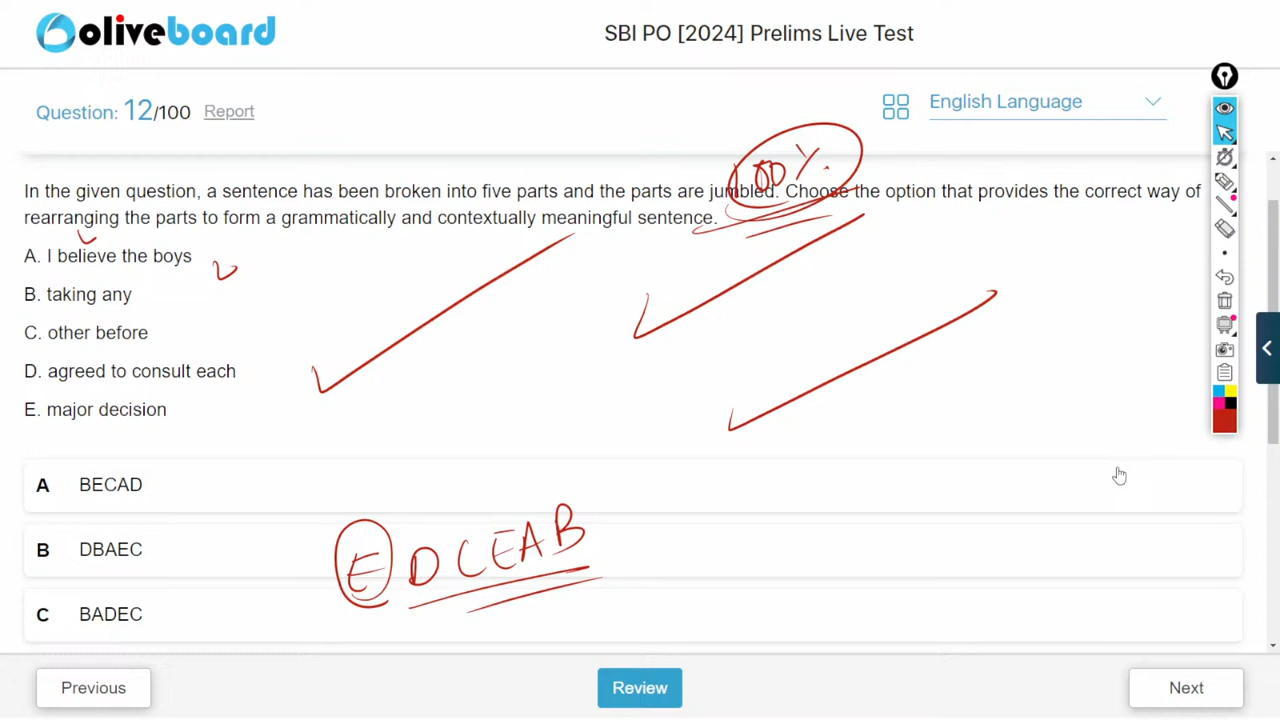 oliveboard
SBI PO [2024] Prelims Live Test
Question: 12/100 Report
English Language
100%
In the given question, a sentence has been broken into five parts and the parts are jumbled. Choose the option that provides the correct way of
rearranging the parts to form a grammatically and contextually meaningful sentence.
A. I believe the boys
B. taking any
C. other before
D. agreed to consult each
E. major decision
A BECAD
B DBAEC
E DCEAB
C BADEC
Previous
Review
Next